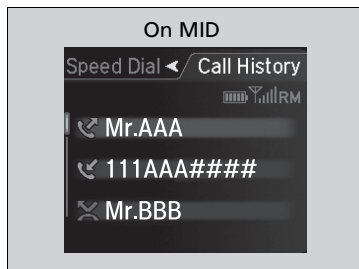 On MID
Speed Dial Call History
RM
Mr.AAA
111AAA####
Mr.BBB